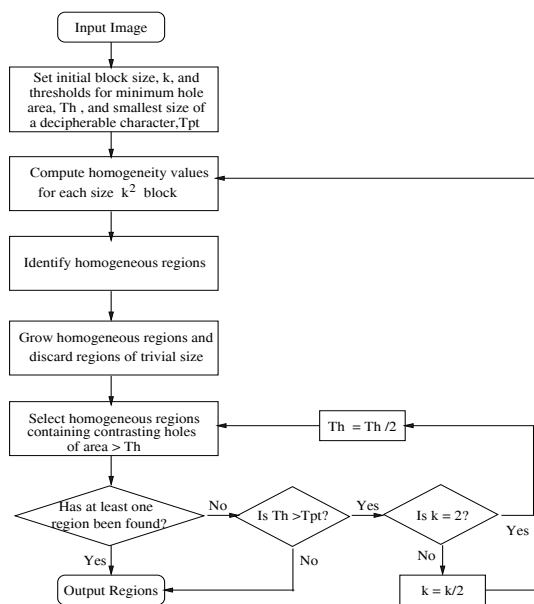 Input Image
Set initial block size, k, and
thresholds for minimum hole
area, Th , and smallest size of
a decipherable character,Tpt
Compute homogeneity values
for each size k² block
Identify homogeneous regions
Grow homogeneous regions and
discard regions of trivial size
Select homogeneous regions
containing contrasting holes
of area > Th
Th = Th /2
Has at least one
region been found?
No
Is Th >Tpt?
Yes
Is k = 2?
Yes
Yes
No
No
Output Regions
k = k/2